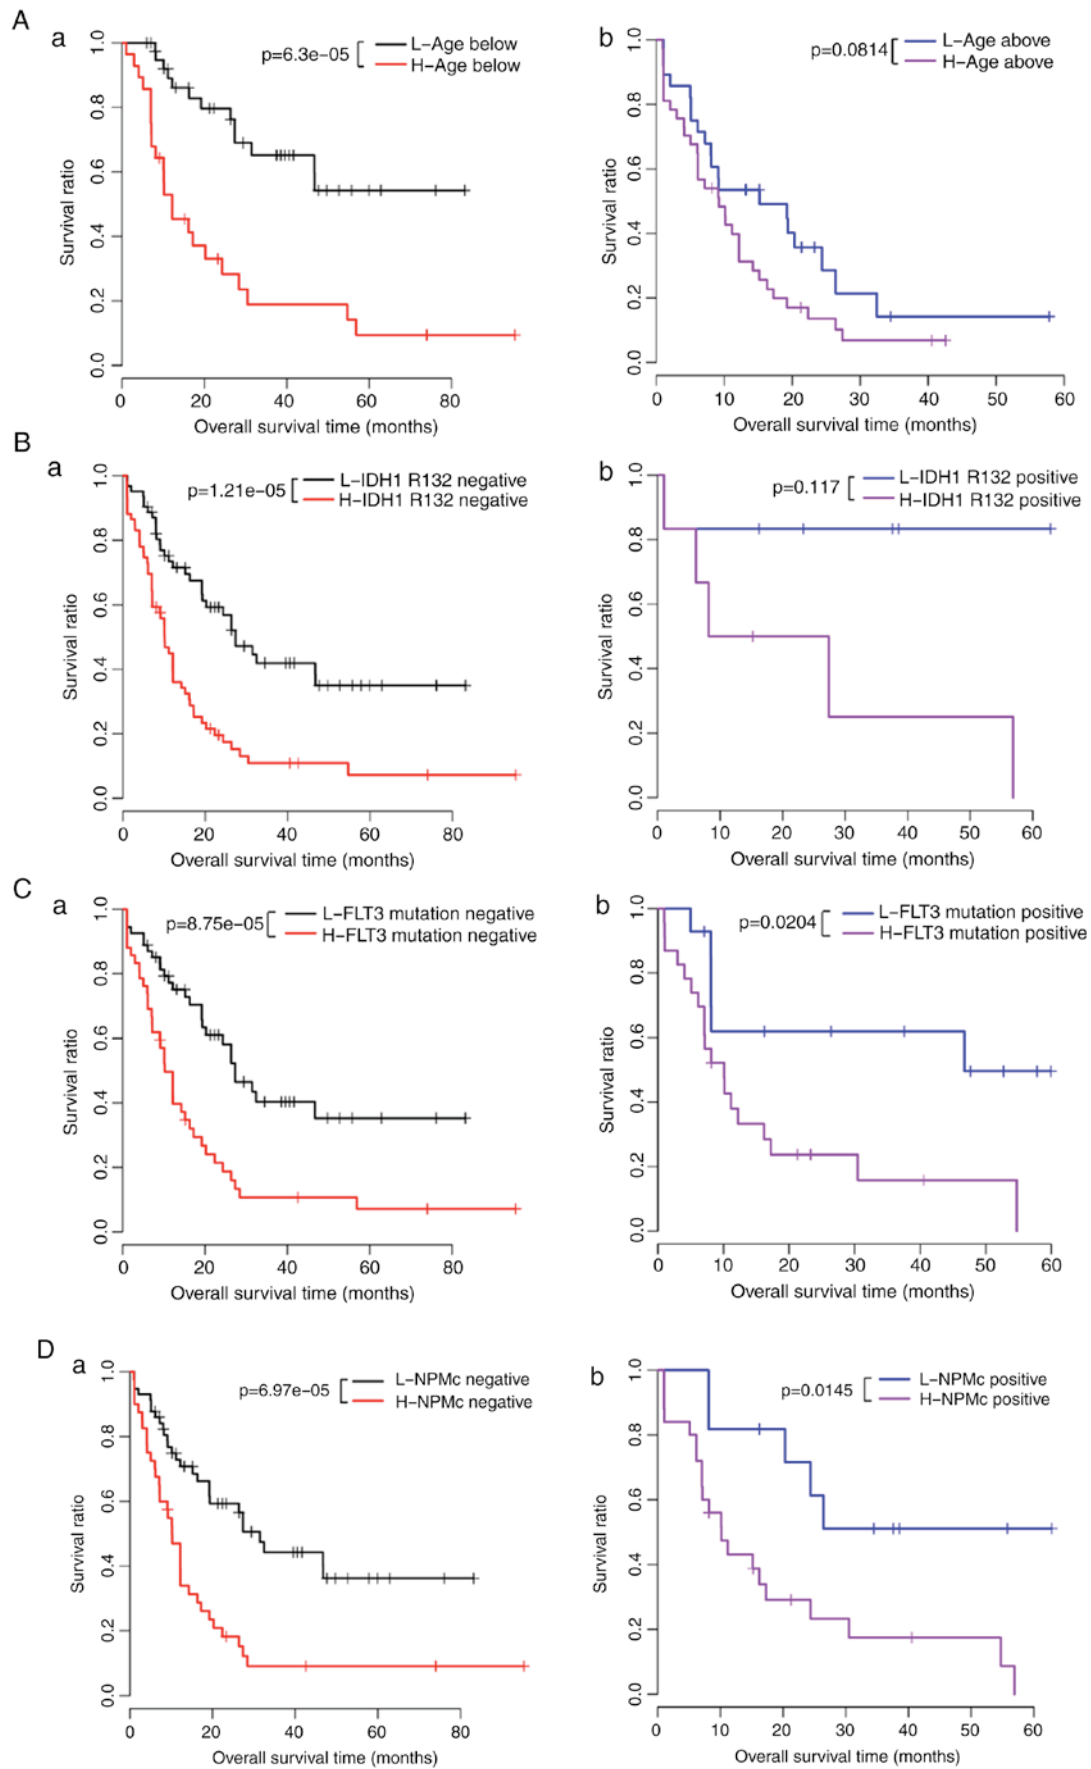 A
a
p=6.3e−05
L−Age below
H−Age below
Survival ratio
1.0
0.8
0.6
0.4
0.2
0.0
0 20 40 60 80
Overall survival time (months)
b
p=0.0814
L−Age above
H−Age above
Survival ratio
1.0
0.8
0.6
0.4
0.2
0.0
0 10 20 30 40 50 60
Overall survival time (months)
B
a
p=1.21e−05
L−IDH1 R132 negative
H−IDH1 R132 negative
Survival ratio
1.0
0.8
0.6
0.4
0.2
0.0
0 20 40 60 80
Overall survival time (months)
b
p=0.117
L−IDH1 R132 positive
H−IDH1 R132 positive
Survival ratio
1.0
0.8
0.6
0.4
0.2
0.0
0 10 20 30 40 50 60
Overall survival time (months)
C
a
p=8.75e−05
L−FLT3 mutation negative
H−FLT3 mutation negative
Survival ratio
1.0
0.8
0.6
0.4
0.2
0.0
0 20 40 60 80
Overall survival time (months)
b
p=0.0204
L−FLT3 mutation positive
H−FLT3 mutation positive
Survival ratio
1.0
0.8
0.6
0.4
0.2
0.0
0 10 20 30 40 50 60
Overall survival time (months)
D
a
p=6.97e−05
L−NPMc negative
H−NPMc negative
Survival ratio
1.0
0.8
0.6
0.4
0.2
0.0
0 20 40 60 80
Overall survival time (months)
b
p=0.0145
L−NPMc positive
H−NPMc positive
Survival ratio
1.0
0.8
0.6
0.4
0.2
0.0
0 10 20 30 40 50 60
Overall survival time (months)